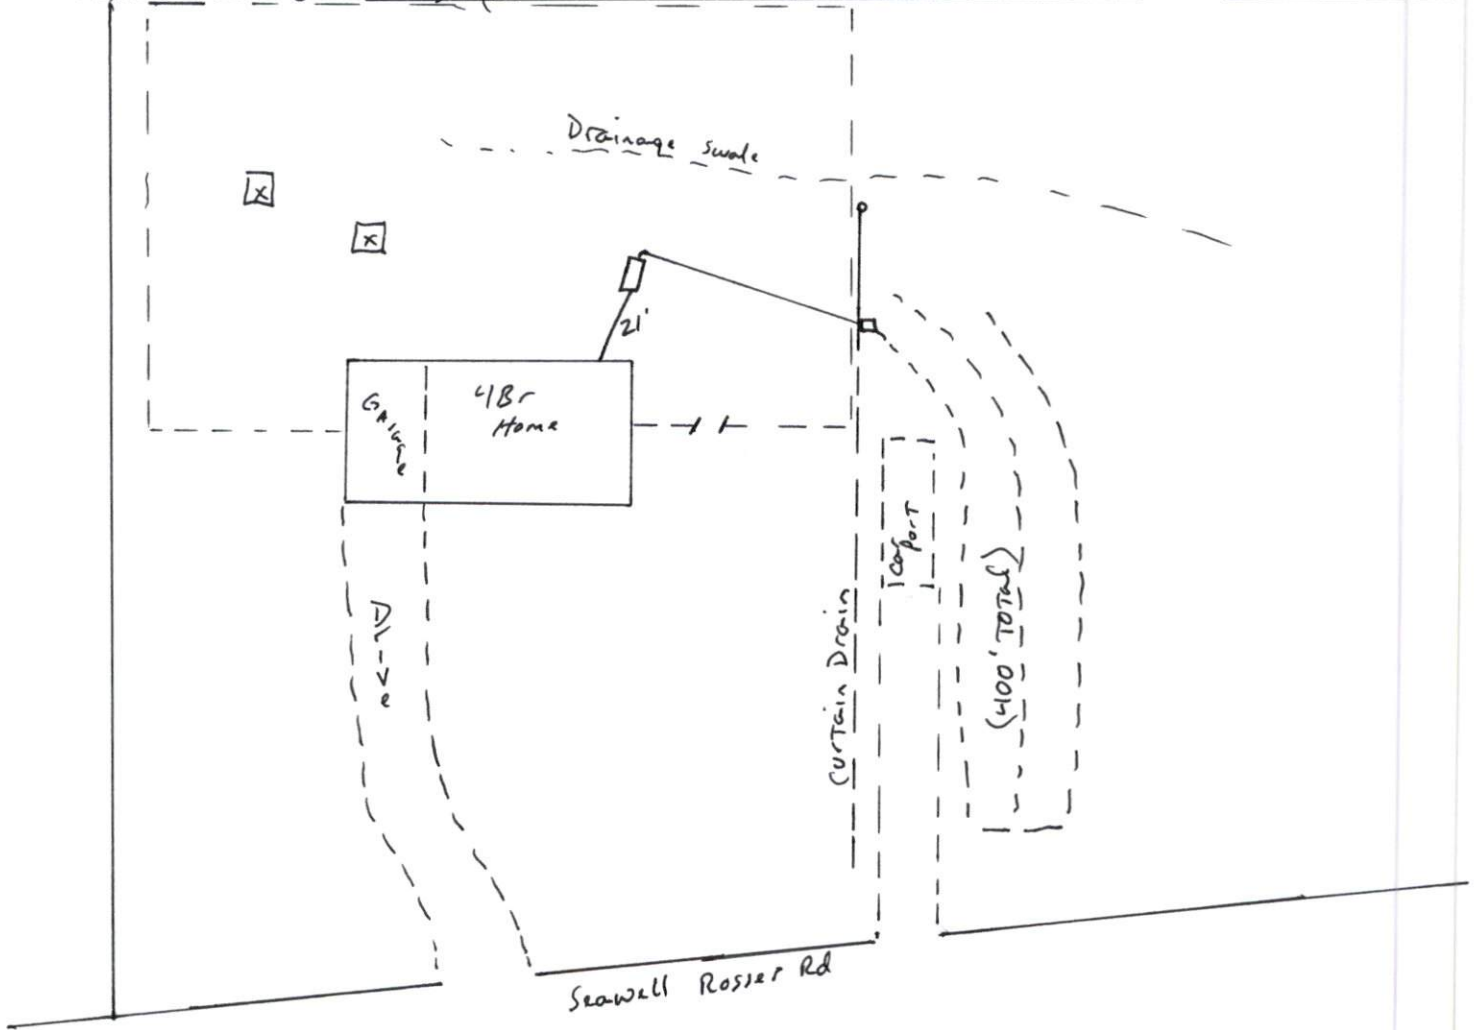 Drainage swale
x
x
21'
4Br
Home
GArage
carport
Drive
(400' TOTAL)
Curtain Drain
Seawell Rosser Rd